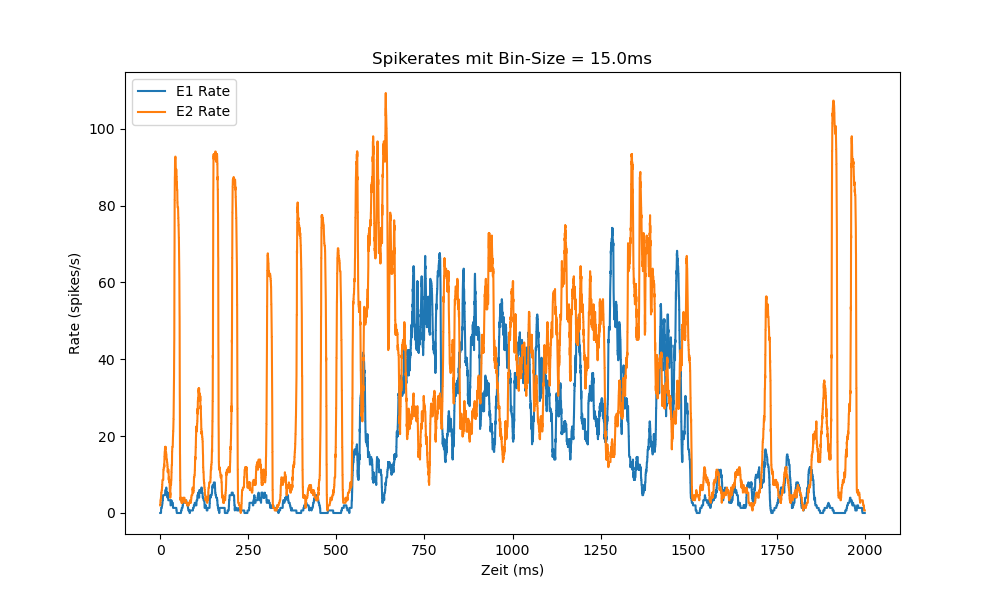 Spikerates mit Bin-Size = 15.0ms
E1 Rate
E2 Rate
Rate (spikes/s)
100
80
60
40
20
0
0 250 500 750 1000 1250 1500 1750 2000
Zeit (ms)